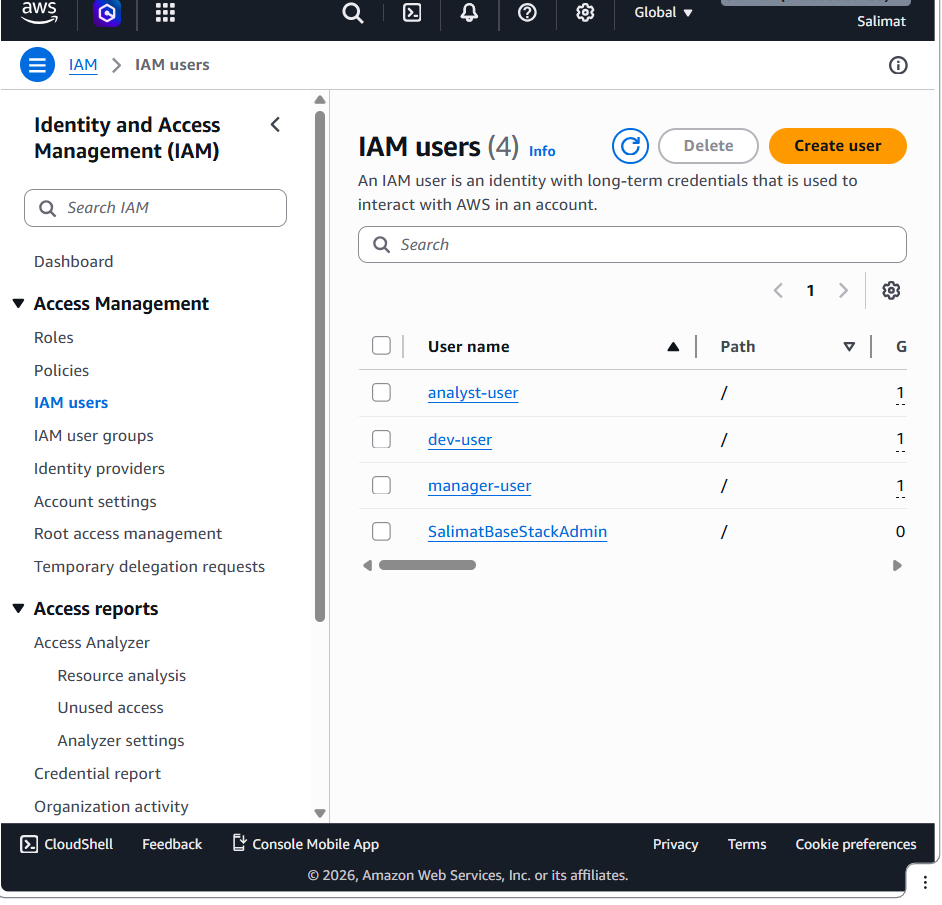 aws
Global ▼
Salimat
IAM > IAM users
Identity and Access
Management (IAM)
Search IAM
Dashboard
Access Management
Roles
Policies
IAM users
IAM user groups
Identity providers
Account settings
Root access management
Temporary delegation requests
Access reports
Access Analyzer
Resource analysis
Unused access
Analyzer settings
Credential report
Organization activity
IAM users (4) Info
Delete
Create user
An IAM user is an identity with long-term credentials that is used to
interact with AWS in an account.
Search
1
User name Path G
analyst-user / 1
dev-user / 1
manager-user / 1
SalimatBaseStackAdmin / 0
CloudShell Feedback Console Mobile App Privacy Terms Cookie preferences
© 2026, Amazon Web Services, Inc. or its affiliates.